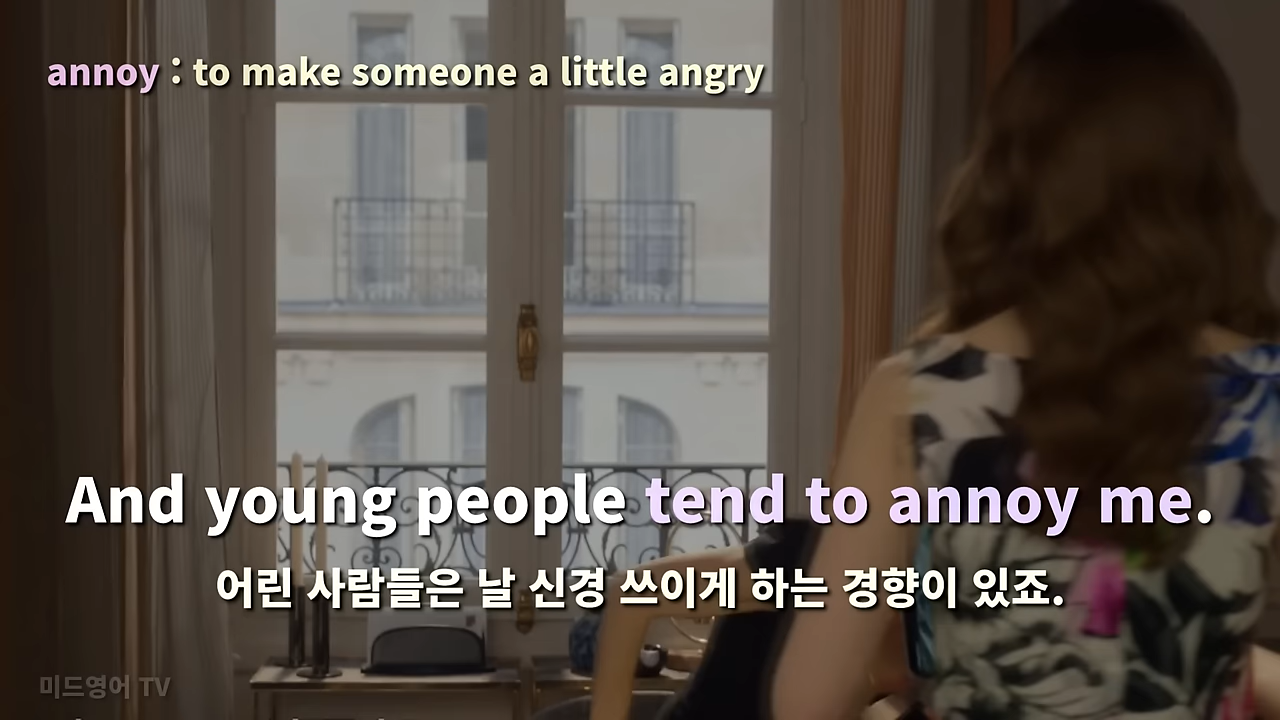 annoy : to make someone a little angry
And young people tend to annoy me.
어린 사람들은 날 신경 쓰이게 하는 경향이 있죠.
미드영어 TV